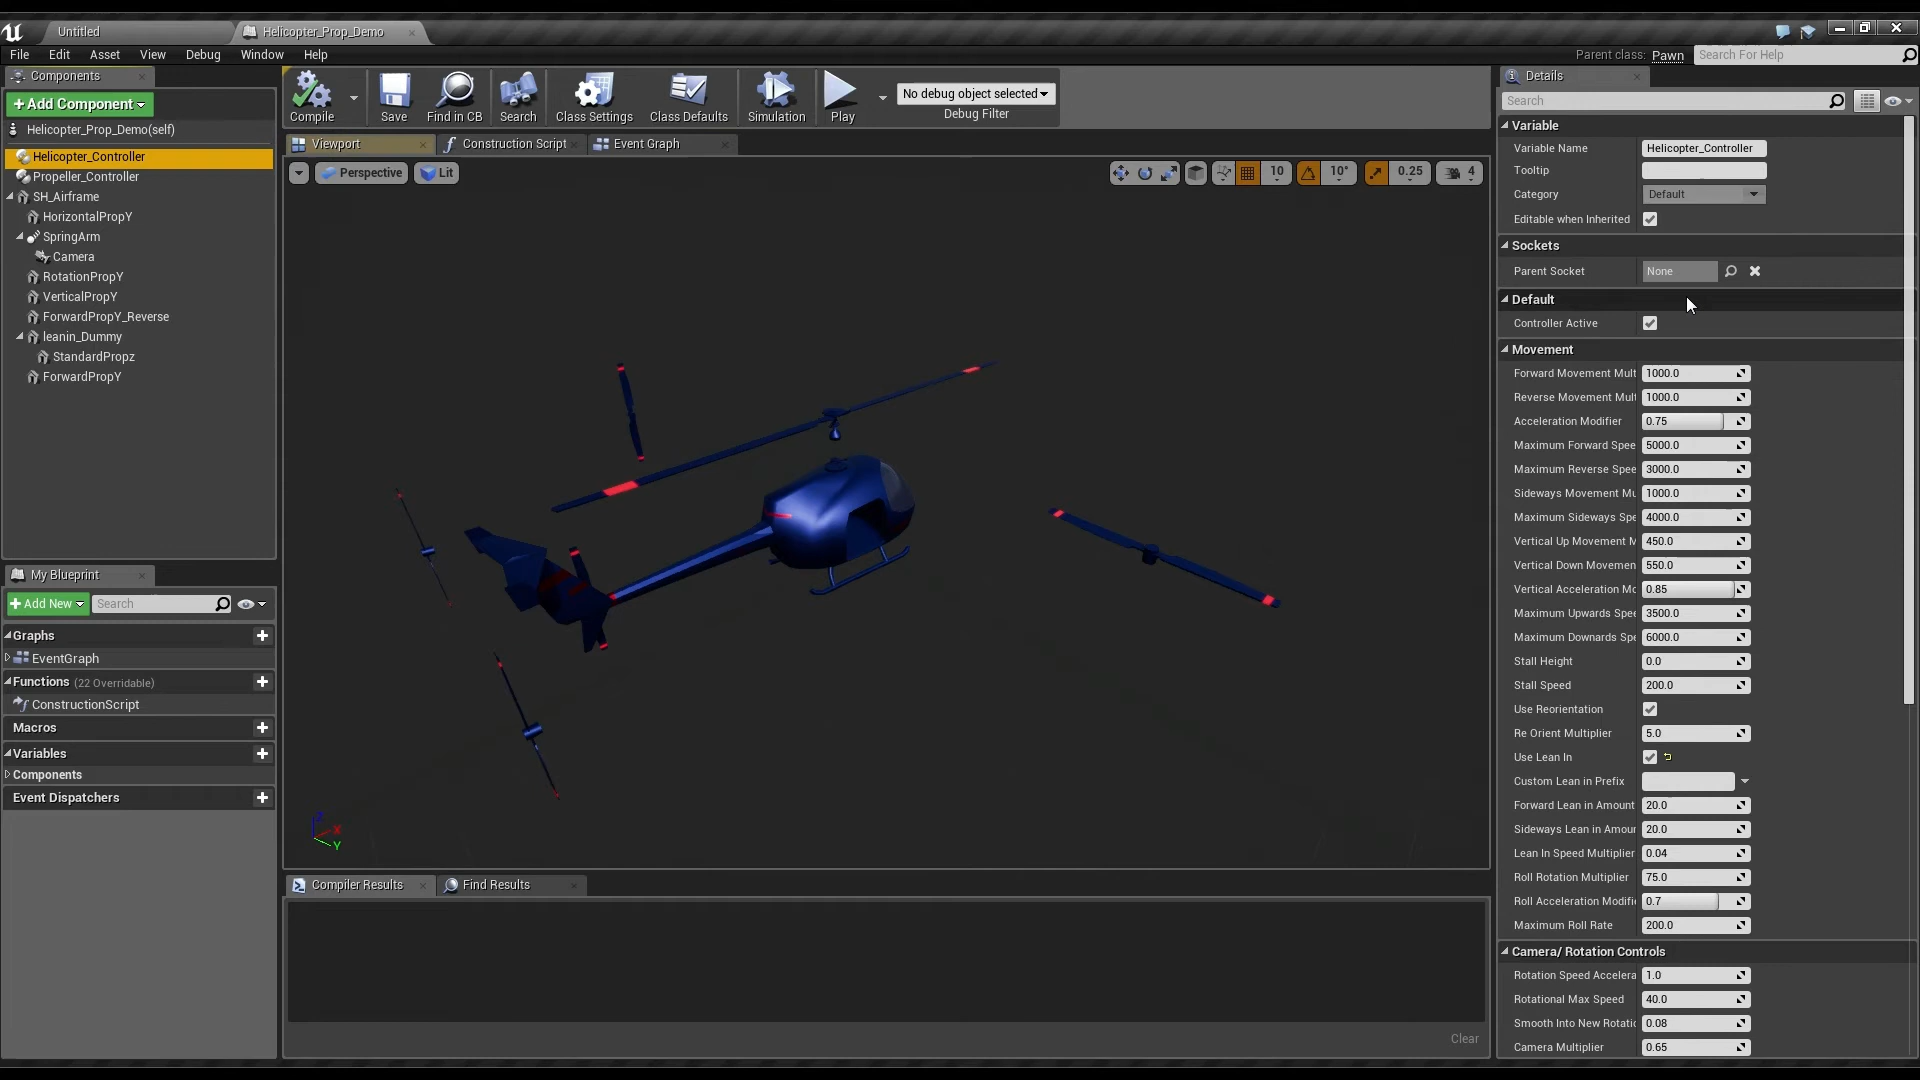 Untitled
Helicopter_Prop_Demo
File Edit Asset View Debug Window Help
Parent class: Pawn
Search For Help
Components
+Add Component
Helicopter_Prop_Demo(self)
Helicopter_Controller
Propeller_Controller
SH_Airframe
HorizontalPropY
SpringArm
Camera
RotationPropY
VerticalPropY
ForwardPropY_Reverse
leanin_Dummy
StandardPropz
ForwardPropY
My Blueprint
+Add New
Search
Graphs
EventGraph
Functions (22 Overridable)
ConstructionScript
Macros
Variables
Components
Event Dispatchers
Compile
Save
Find in CB
Search
Class Settings
Class Defaults
Simulation
Play
No debug object selected
Debug Filter
Viewport
Construction Script
Event Graph
Perspective
Lit
10
10°
0.25
4
Z
X
Y
Compiler Results
Find Results
Clear
Details
Search
Variable
Variable Name Helicopter_Controller
Tooltip
Category Default
Editable when Inherited
Sockets
Parent Socket None
Default
Controller Active
Movement
Forward Movement Mult 1000.0
Reverse Movement Mult 1000.0
Acceleration Modifier 0.75
Maximum Forward Spee 5000.0
Maximum Reverse Spee 3000.0
Sideways Movement Mu 1000.0
Maximum Sideways Spe 4000.0
Vertical Up Movement M 450.0
Vertical Down Movemen 550.0
Vertical Acceleration Mo 0.85
Maximum Upwards Spee 3500.0
Maximum Downards Spe 6000.0
Stall Height 0.0
Stall Speed 200.0
Use Reorientation
Re Orient Multiplier 5.0
Use Lean In
Custom Lean in Prefix
Forward Lean in Amount 20.0
Sideways Lean in Amour 20.0
Lean In Speed Multiplier 0.04
Roll Rotation Multiplier 75.0
Roll Acceleration Modifi 0.7
Maximum Roll Rate 200.0
Camera/ Rotation Controls
Rotation Speed Accelera 1.0
Rotational Max Speed 40.0
Smooth Into New Rotatio 0.08
Camera Multiplier 0.65